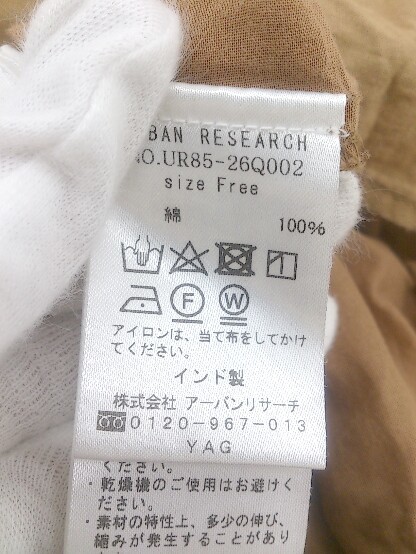 BAN RESEARCH
NO.UR85-26Q002
size Free
綿 100%
F W
アイロンは、当て布をしてかけ
てください。
インド製
株式会社 アーバンリサーチ
0120-967-013
YAG
ください。
・乾燥機のご使用はお避けく
ださい。
・素材の特性上、多少の伸び、
縮みが発生することがあり